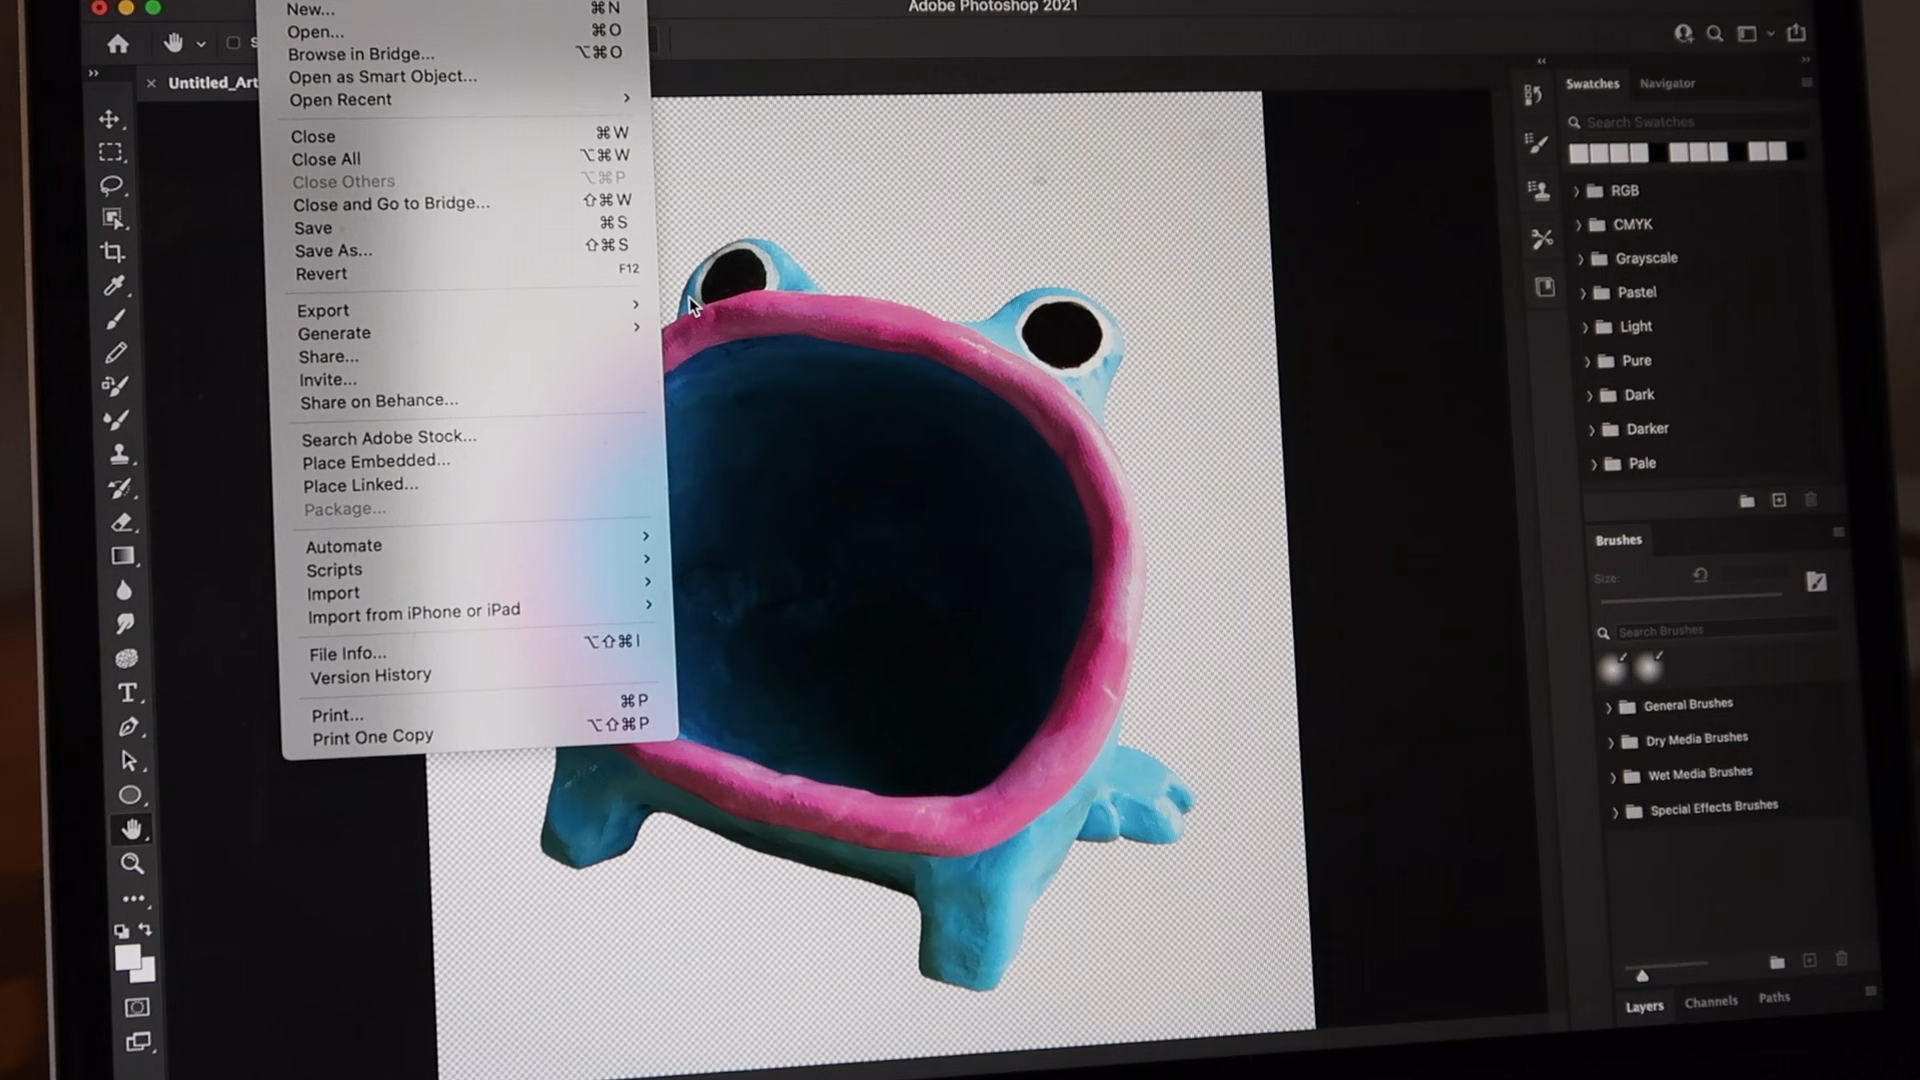 Adobe Photoshop 2021
New... ⌘N
Open... ⌘O
Browse in Bridge... ⌥⌘O
Open as Smart Object...
Open Recent
Close ⌘W
Close All ⌥⌘W
Close Others ⌥⌘P
Close and Go to Bridge... ⇧⌘W
Save ⌘S
Save As... ⇧⌘S
Revert F12
Export
Generate
Share...
Invite...
Share on Behance...
Search Adobe Stock...
Place Embedded...
Place Linked...
Package...
Automate
Scripts
Import
Import from iPhone or iPad
File Info... ⌥⇧⌘I
Version History
Print... ⌘P
Print One Copy ⌥⇧⌘P
Untitled_Art
Swatches Navigator
Search Swatches
RGB
CMYK
Grayscale
Pastel
Light
Pure
Dark
Darker
Pale
Brushes
Size:
Search Brushes
General Brushes
Dry Media Brushes
Wet Media Brushes
Special Effects Brushes
Layers Channels Paths